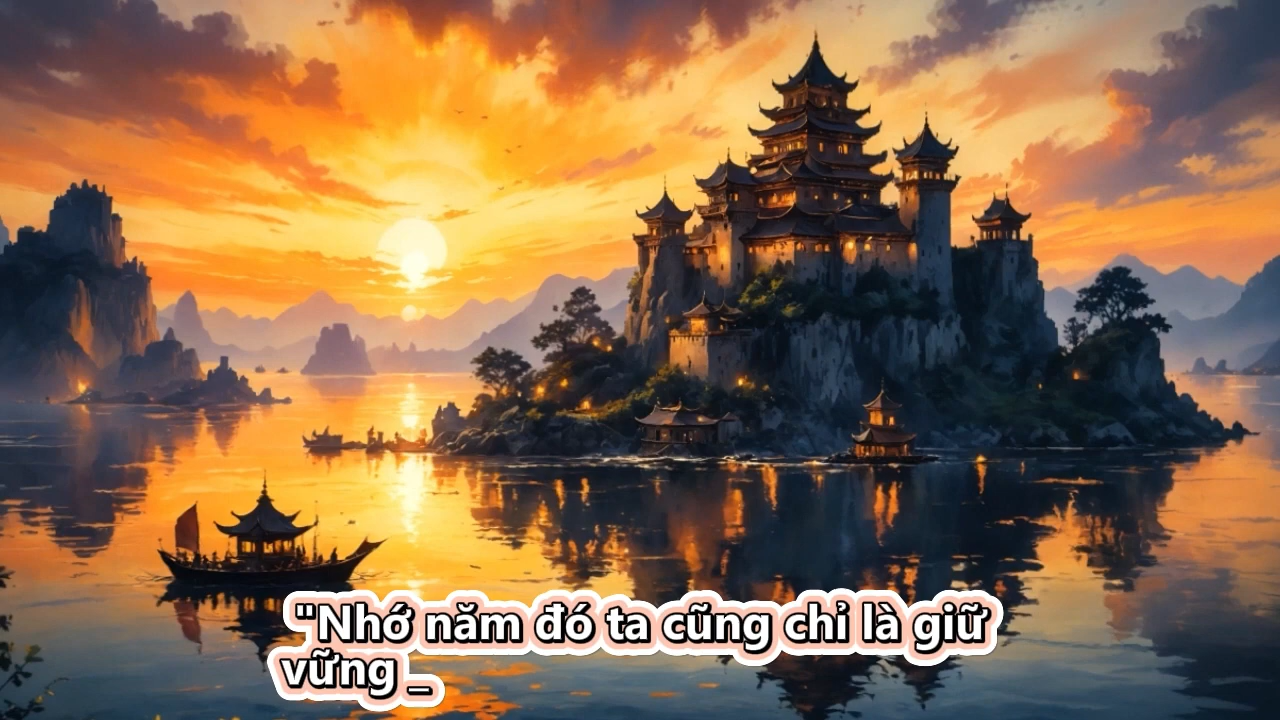 "Nhớ năm đó ta cũng chỉ là giữ
vững _